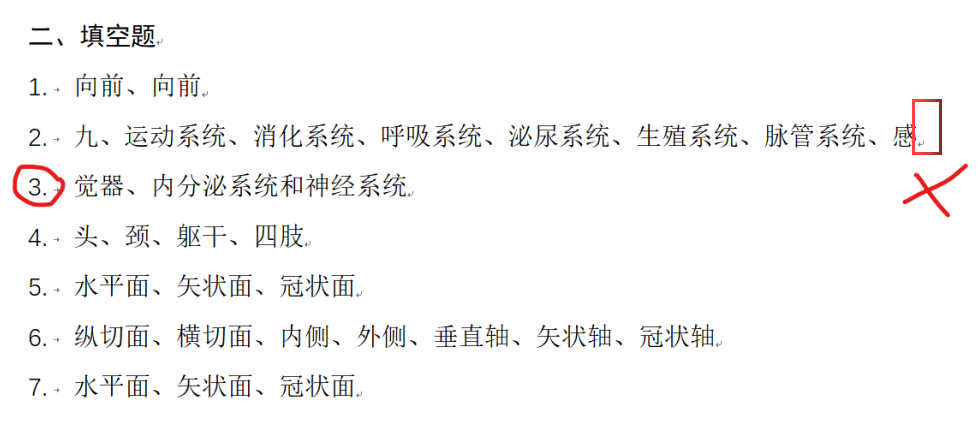 二、填空题
1. 向前、向前
2. 九、运动系统、消化系统、呼吸系统、泌尿系统、生殖系统、脉管系统、感
3. 觉器、内分泌系统和神经系统
4. 头、颈、躯干、四肢
5. 水平面、矢状面、冠状面
6. 纵切面、横切面、内侧、外侧、垂直轴、矢状轴、冠状轴
7. 水平面、矢状面、冠状面